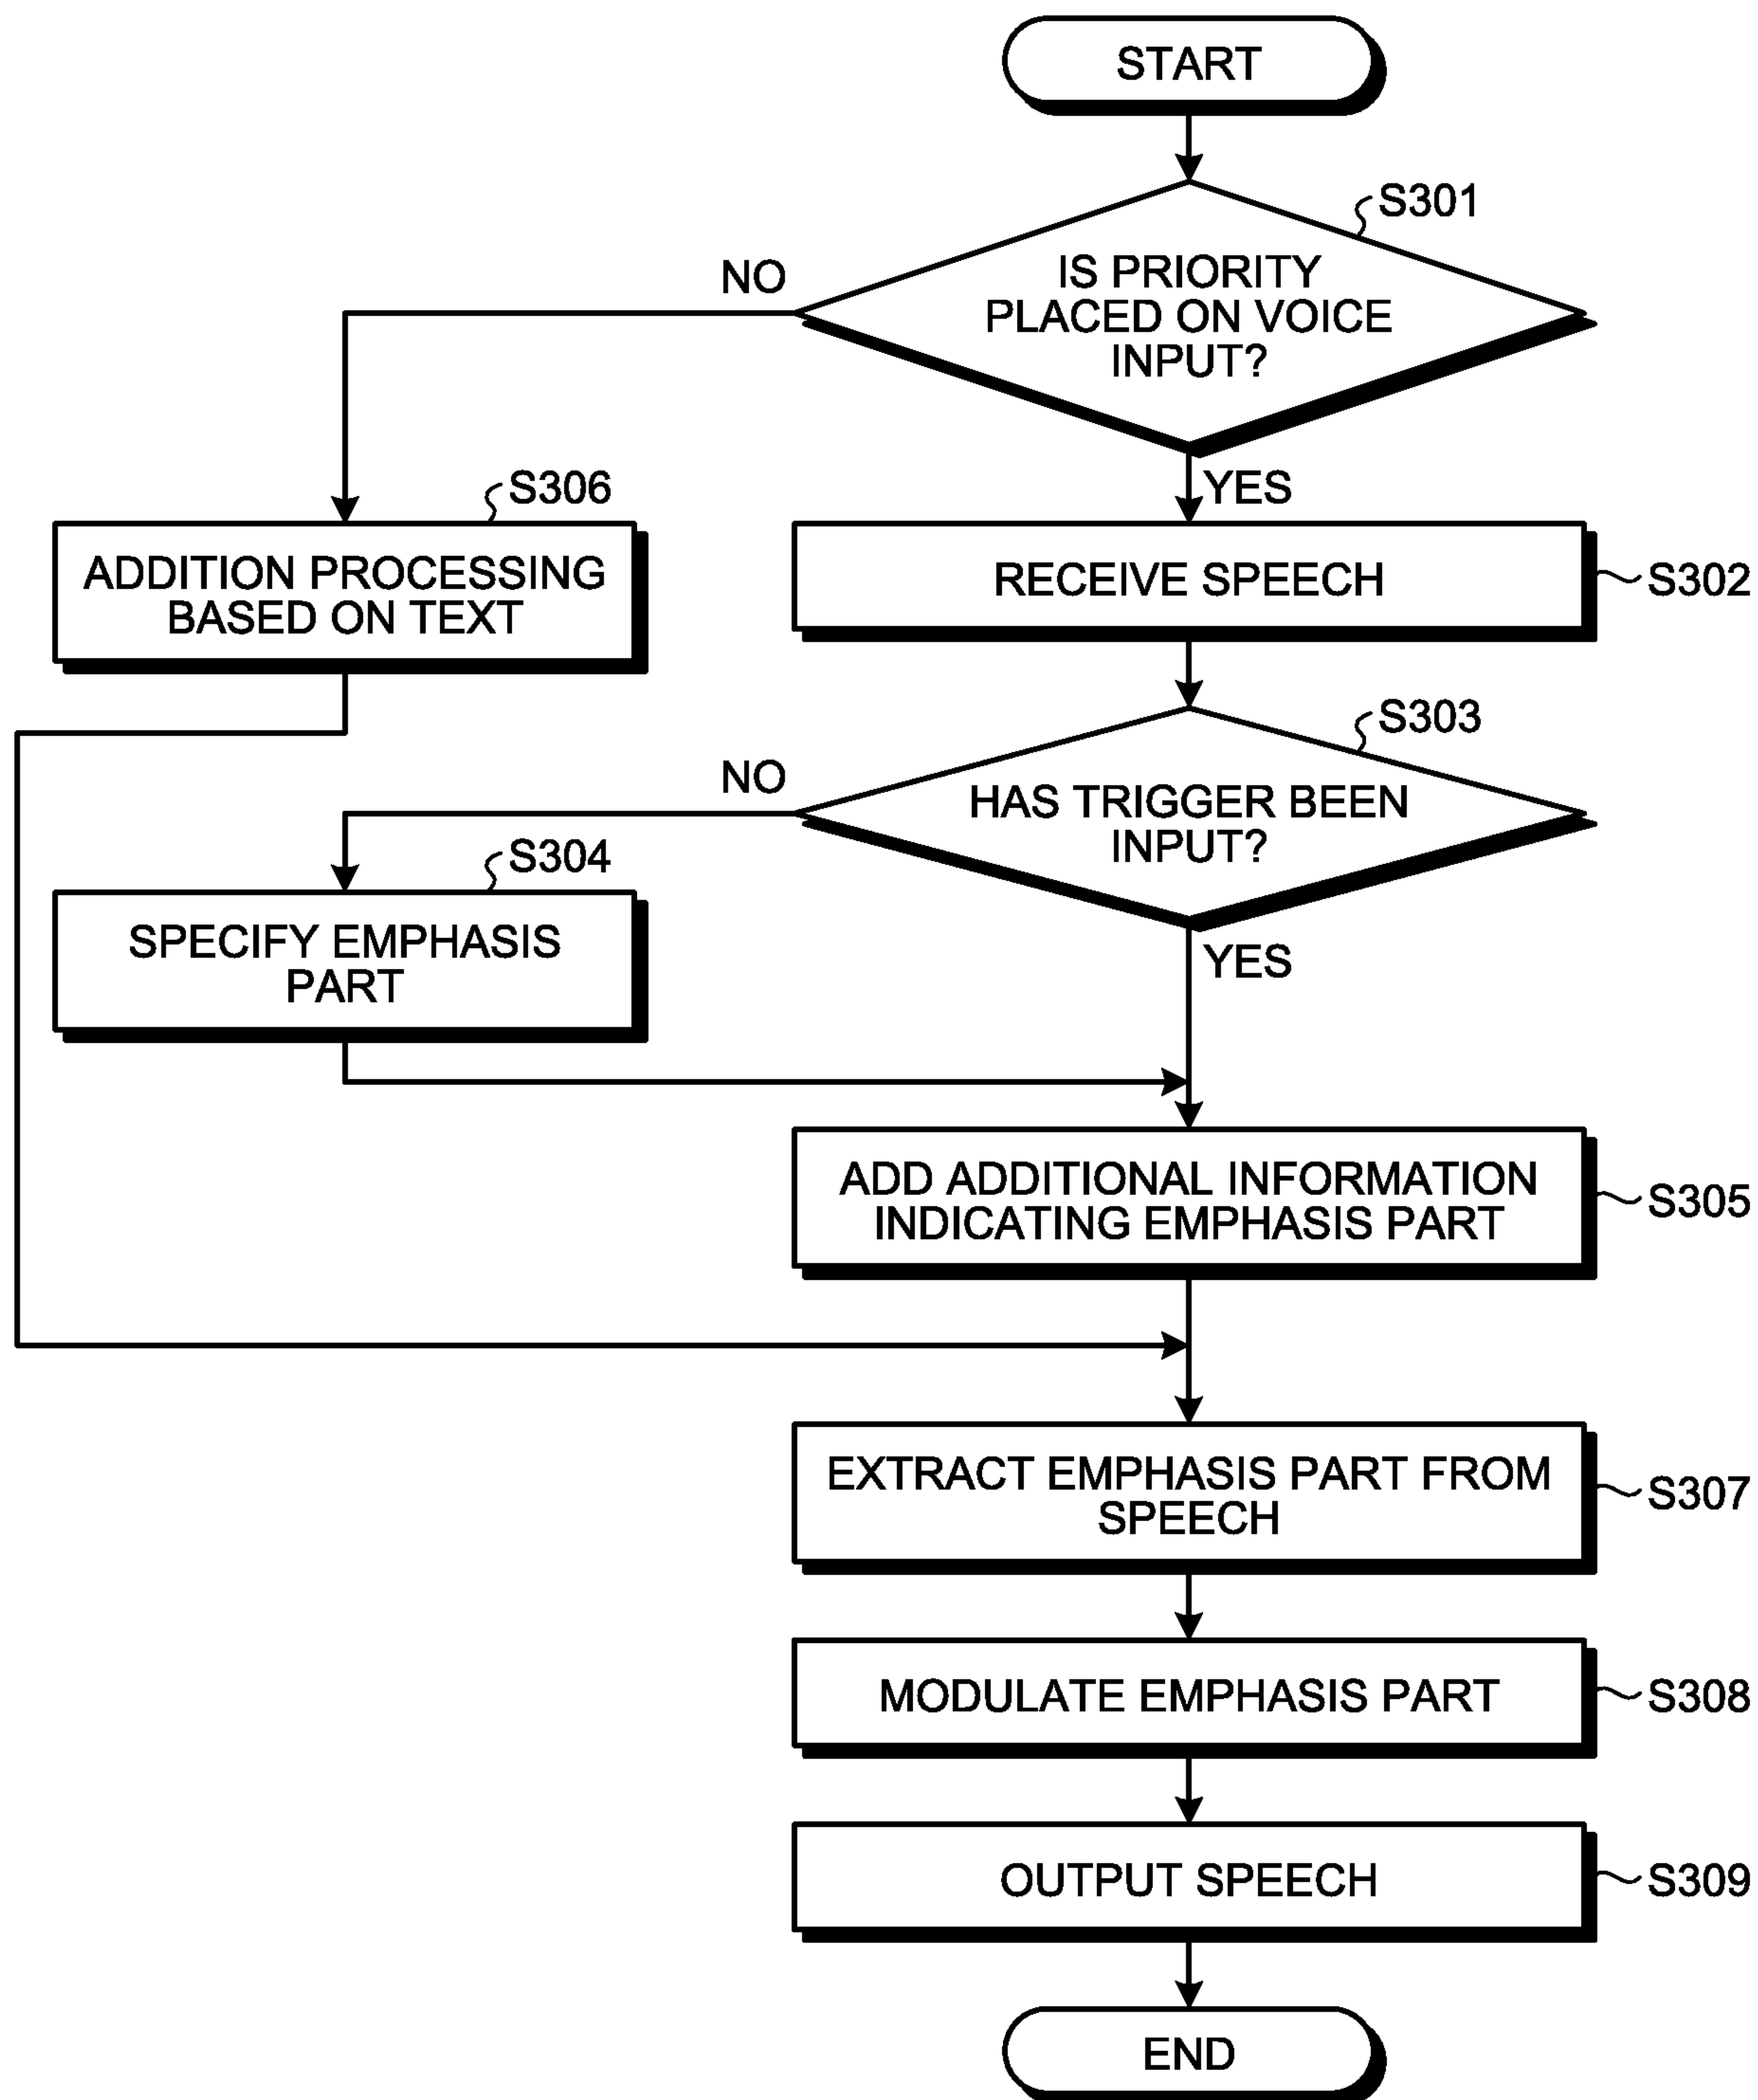 START
S301
IS PRIORITY
PLACED ON VOICE
INPUT?
NO
YES
S306
ADDITION PROCESSING
BASED ON TEXT
RECEIVE SPEECH
S302
S303
HAS TRIGGER BEEN
INPUT?
NO
YES
S304
SPECIFY EMPHASIS
PART
ADD ADDITIONAL INFORMATION
INDICATING EMPHASIS PART
S305
EXTRACT EMPHASIS PART FROM
SPEECH
S307
MODULATE EMPHASIS PART
S308
OUTPUT SPEECH
S309
END